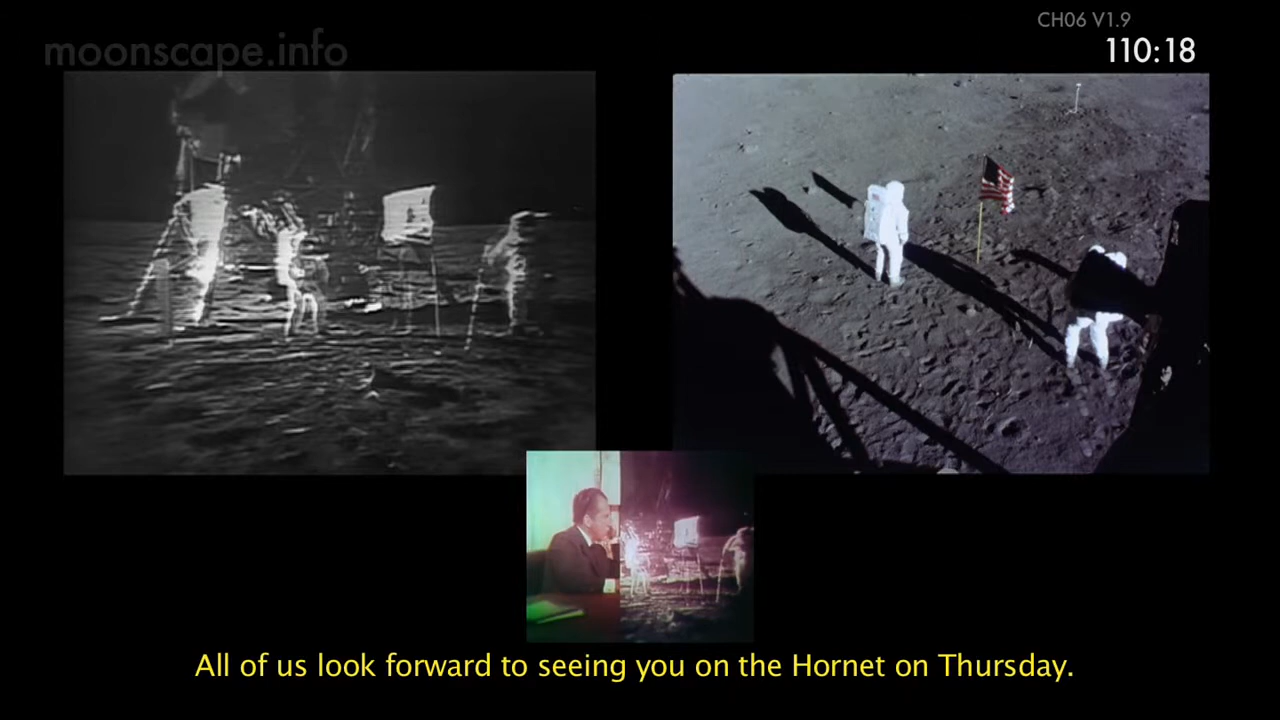 CH06 V1.9
moonscape.info
110:18
All of us look forward to seeing you on the Hornet on Thursday.